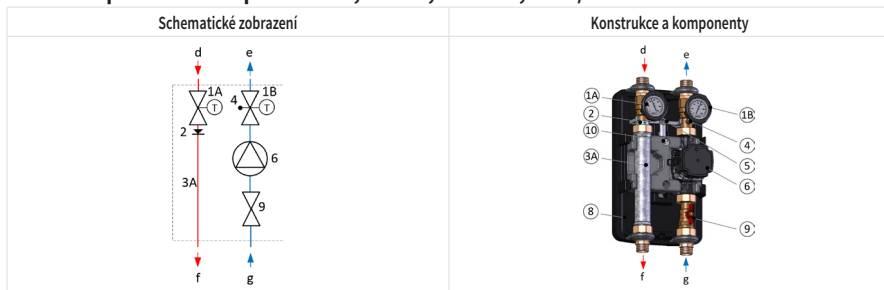 Schematické zobrazení
Konstrukce a komponenty
d
e
1A
1B
4
T
T
2
6
3A
9
f
g
d
e
1A
1B
2
10
4
3A
5
6
8
9
f
g